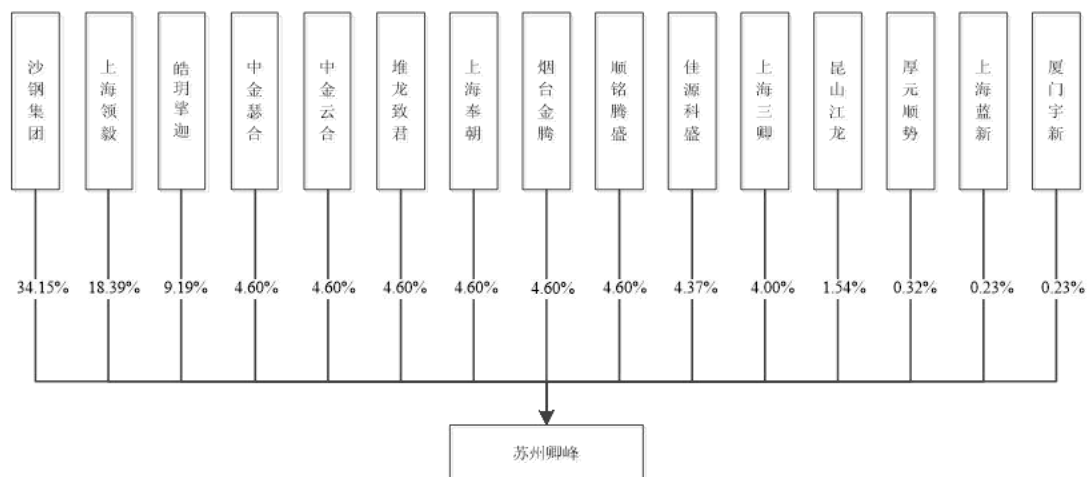 沙钢集团
上海领毅
皓玥挲迦
中金瑟合
中金云合
堆龙致君
上海奉朝
烟台金腾
顺铭腾盛
佳源科盛
上海三卿
昆山江龙
厚元顺势
上海蓝新
厦门宇新
34.15%
18.39%
9.19%
4.60%
4.60%
4.60%
4.60%
4.60%
4.60%
4.37%
4.00%
1.54%
0.32%
0.23%
0.23%
苏州卿峰